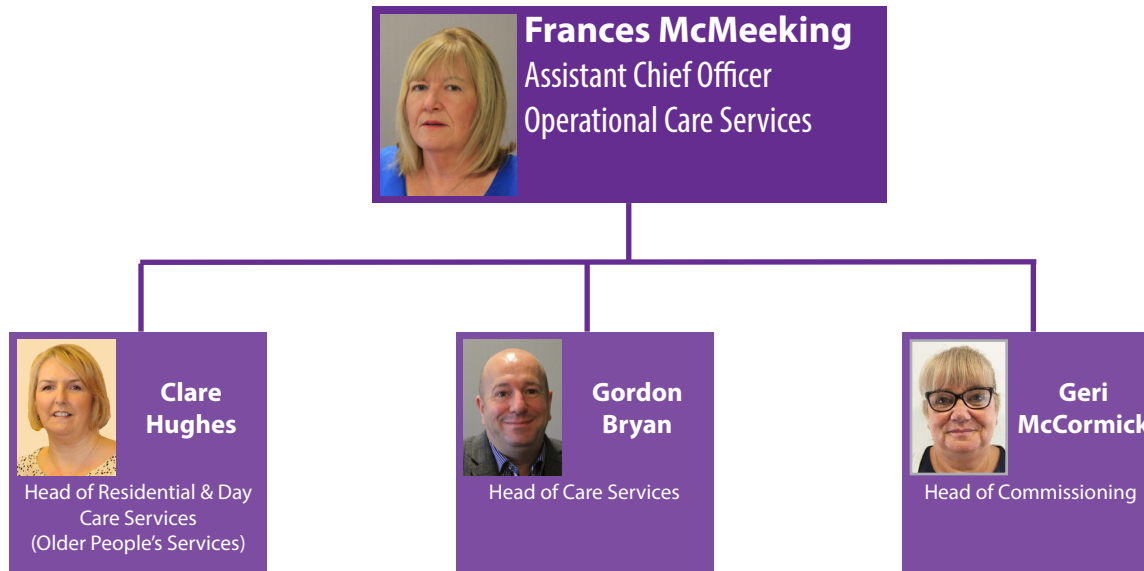 Frances McMeeking
Assistant Chief Officer
Operational Care Services
Clare
Hughes
Head of Residential & Day
Care Services
(Older People's Services)
Gordon
Bryan
Head of Care Services
Geri
McCormick
Head of Commissioning